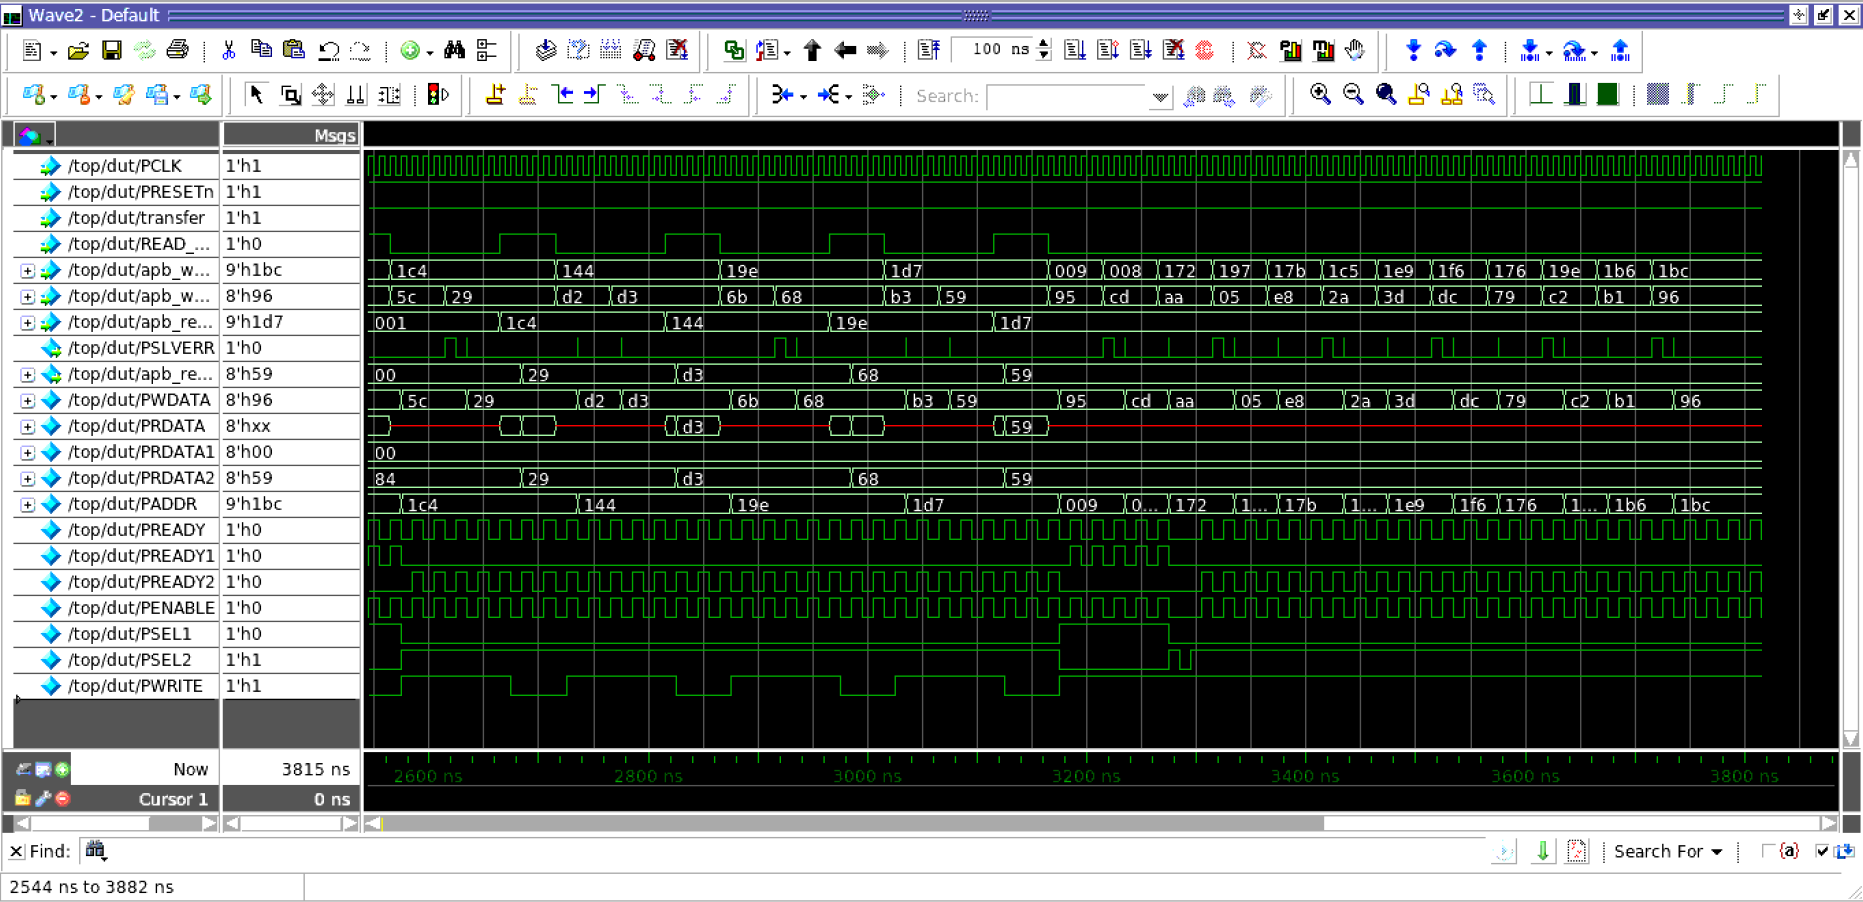 Wave2 - Default
100 ns
Search:
Msgs
/top/dut/PCLK 1'h1
/top/dut/PRESETn 1'h1
/top/dut/transfer 1'h1
/top/dut/READ_... 1'h0
/top/dut/apb_w... 9'h1bc 1c4 144 19e 1d7 009 008 172 197 17b 1c5 1e9 1f6 176 19e 1b6 1bc
/top/dut/apb_w... 8'h96 5c 29 d2 d3 6b 68 b3 59 95 cd aa 05 e8 2a 3d dc 79 c2 b1 96
/top/dut/apb_re... 9'h1d7 001 1c4 144 19e 1d7
/top/dut/PSLVERR 1'h0
/top/dut/apb_re... 8'h59 00 29 d3 68 59
/top/dut/PWDATA 8'h96 5c 29 d2 d3 6b 68 b3 59 95 cd aa 05 e8 2a 3d dc 79 c2 b1 96
/top/dut/PRDATA 8'hxx d3 59
/top/dut/PRDATA1 8'h00 00
/top/dut/PRDATA2 8'h59 84 29 d3 68 59
/top/dut/PADDR 9'h1bc 1c4 144 19e 1d7 009 0... 172 1... 17b 1... 1e9 1f6 176 1... 1b6 1bc
/top/dut/PREADY 1'h0
/top/dut/PREADY1 1'h0
/top/dut/PREADY2 1'h0
/top/dut/PENABLE 1'h0
/top/dut/PSEL1 1'h0
/top/dut/PSEL2 1'h1
/top/dut/PWRITE 1'h1
Now 3815 ns 2600 ns 2800 ns 3000 ns 3200 ns 3400 ns 3600 ns 3800 ns
Cursor 1 0 ns
Find: Search For {a}
2544 ns to 3882 ns